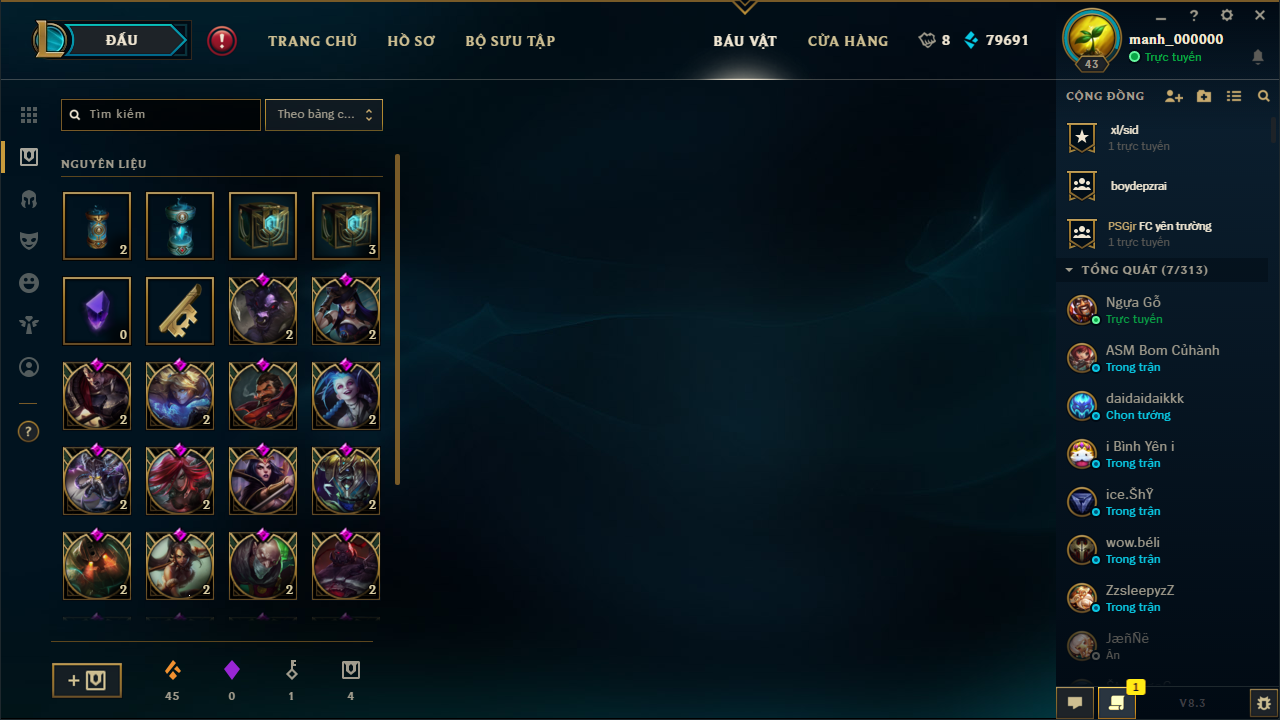 ĐẤU
TRANG CHỦ
HỒ SƠ
BỘ SƯU TẬP
BÁU VẬT
CỬA HÀNG
8
79691
43
manh_000000
Trực tuyến
Tìm kiếm
Theo bảng c...
NGUYÊN LIỆU
2
3
0
2
2
2
2
2
2
2
2
2
2
2
2
2
2
45
0
1
4
CỘNG ĐỒNG
xl/sid
1 trực tuyến
boydepzrai
PSGjr FC yên trường
1 trực tuyến
TỔNG QUÁT (7/313)
Ngựa Gỗ
Trực tuyến
ASM Bom Củhành
Trong trận
daidaidaikkk
Chọn tướng
i Bình Yên i
Trong trận
ice.ŠhŸ
Trong trận
wow.béli
Trong trận
ZzsleepyzZ
Trong trận
JæñÑë
Ẩn
1
V8.3